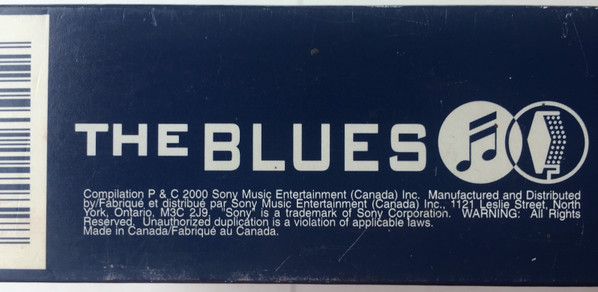 THE BLUES
Compilation P & C 2000 Sony Music Entertainment (Canada) Inc. Manufactured and Distributed
by/Fabriqué et distribué par Sony Music Entertainment (Canada) Inc., 1121 Leslie Street, North
York, Ontario. M3C 2J9. "Sony" is a trademark of Sony Corporation. WARNING: All Rights
Reserved. Unauthorized duplication is a violation of applicable laws.
Made in Canada/Fabriqué au Canada.